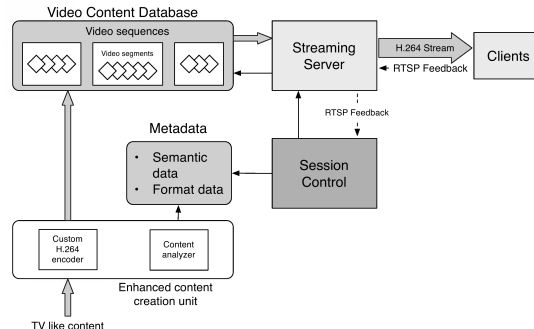 Video Content Database
Video sequences
Video segments
Streaming
Server
H.264 Stream
RTSP Feedback
Clients
RTSP Feedback
Metadata
• Semantic
data
• Format data
Session
Control
Custom
H.264
encoder
Content
analyzer
Enhanced content
creation unit
TV like content